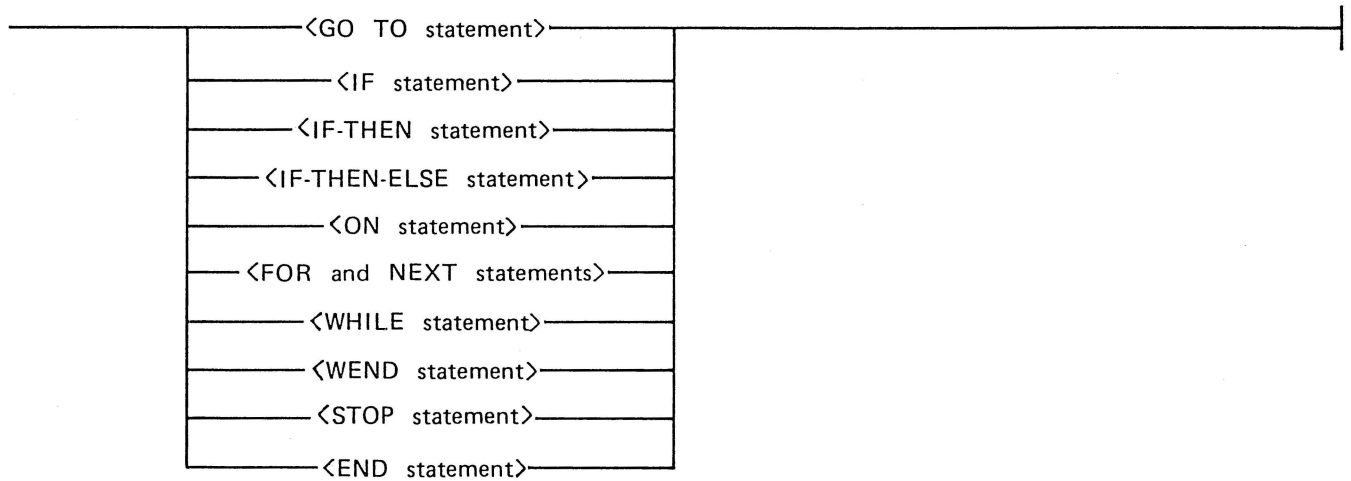 <GO TO statement>
<IF statement>
<IF-THEN statement>
<IF-THEN-ELSE statement>
<ON statement>
<FOR and NEXT statements>
<WHILE statement>
<WEND statement>
<STOP statement>
<END statement>